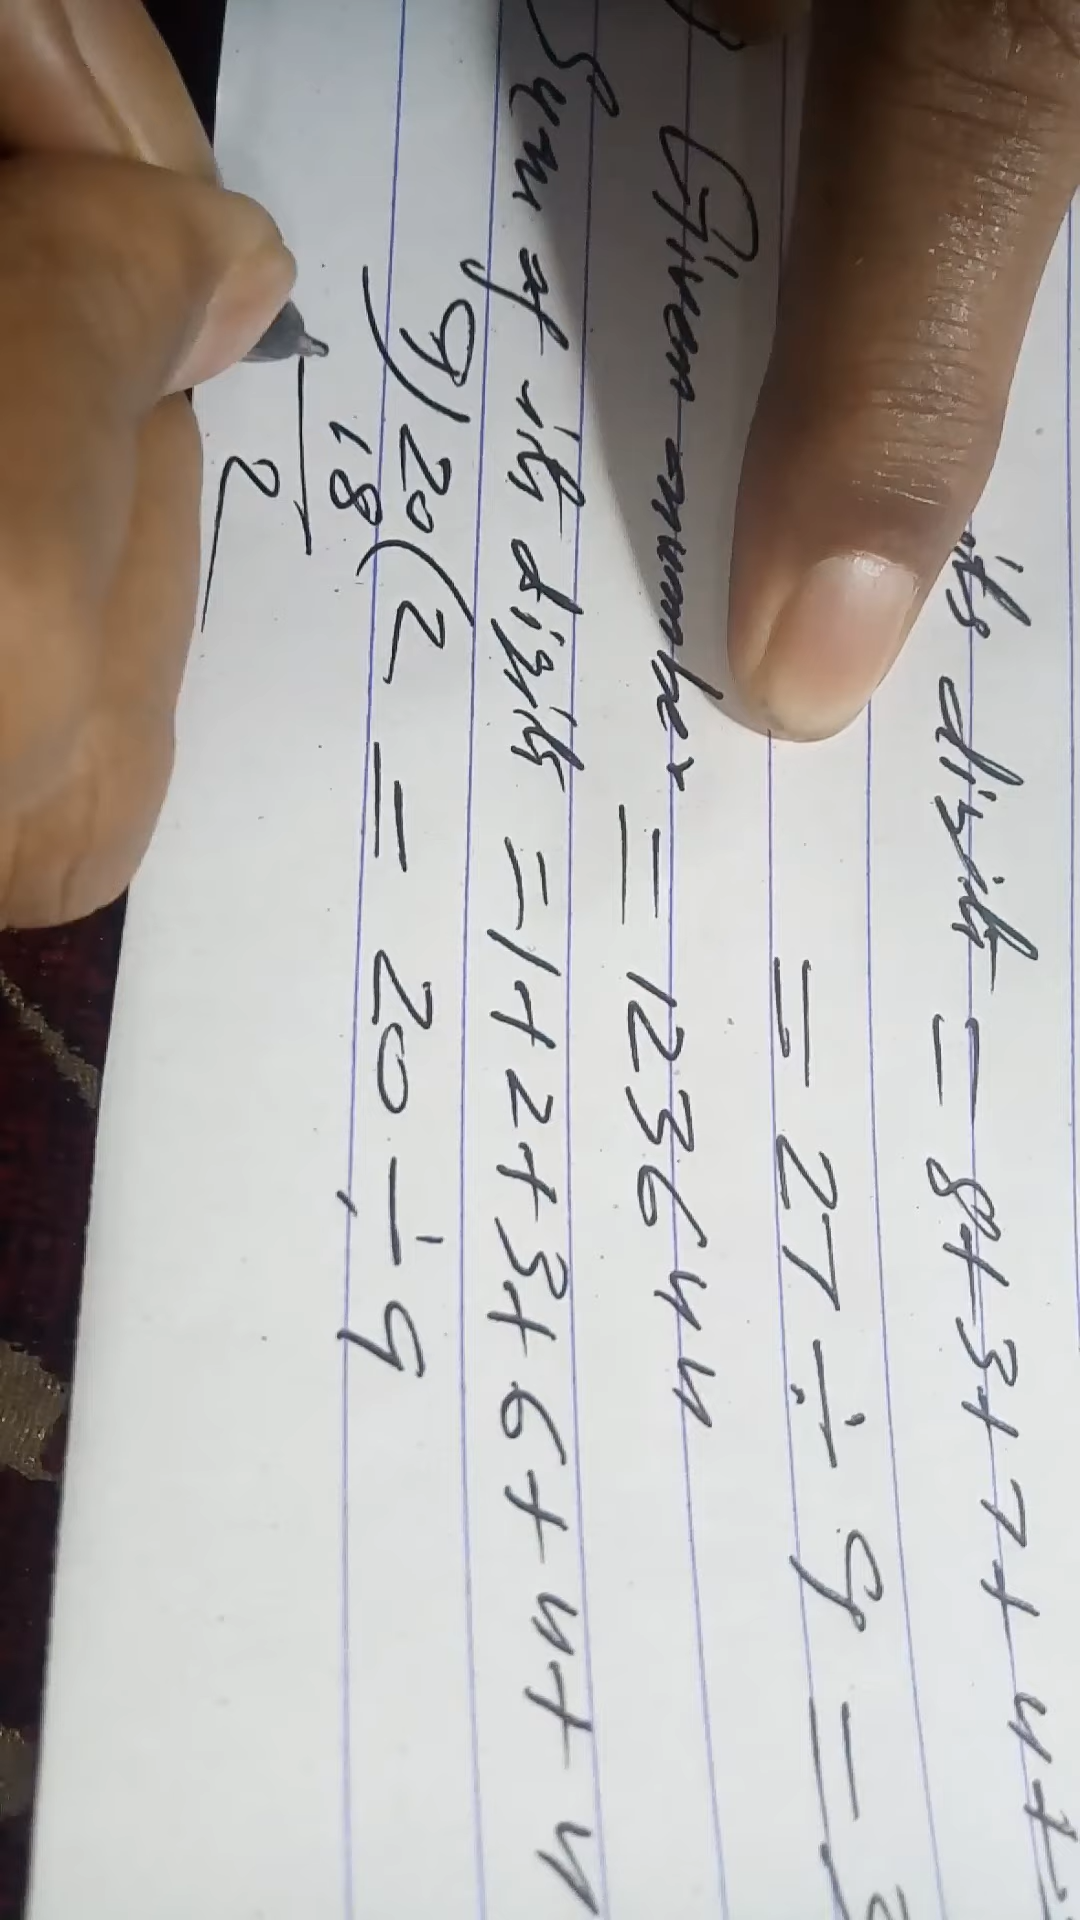 its digits = 8+3+7+4+
= 27 ÷ 9 =
Given number = 12364 4
Sum of its digits = 1+2+3+6+4+4
9)20(2 = 20 ÷ 9
18
2